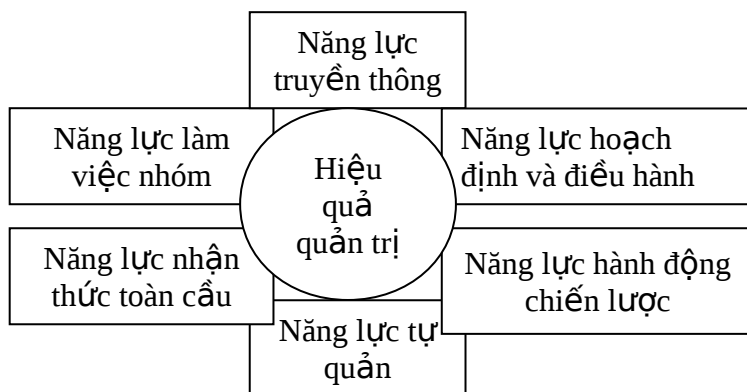 Năng lực
truyền thông
Năng lực làm
việc nhóm
Năng lực hoạch
định và điều hành
Hiệu
quả
quản trị
Năng lực nhận
thức toàn cầu
Năng lực hành động
chiến lược
Năng lực tự
quản